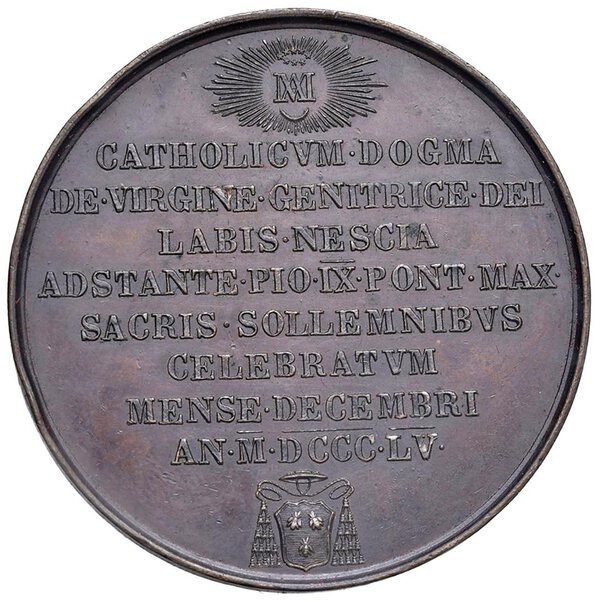 M
CATHOLICVM·DOGMA
DE·VIRGINE·GENITRICE·DEI
LABIS·NESCIA
ADSTANTE·PIO·IX·PONT·MAX
SACRIS·SOLLEMNIBVS
CELEBRATVM
MENSE·DECEMBRI
AN·M·DCCC·LV·